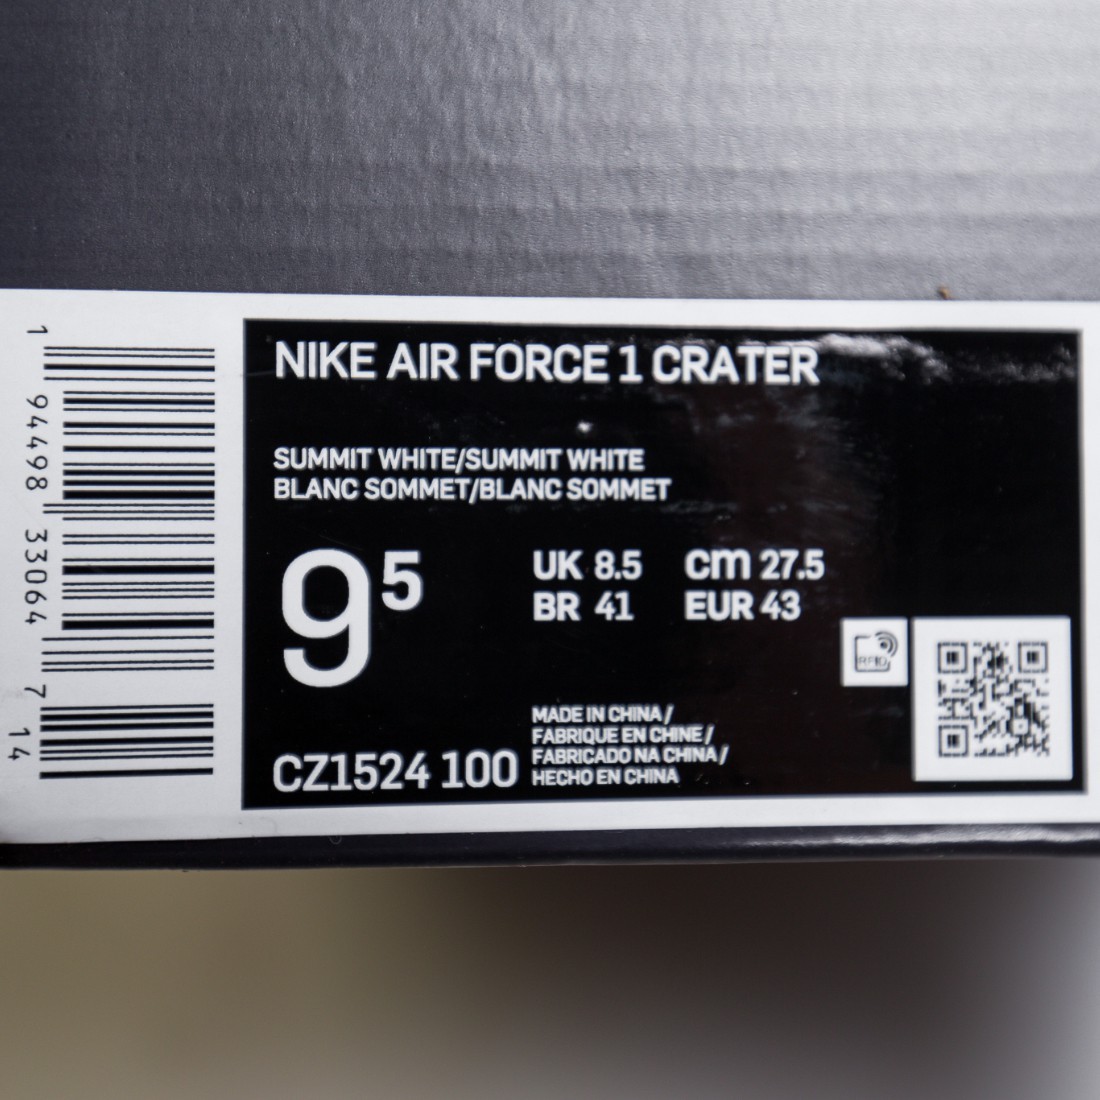 NIKE AIR FORCE 1 CRATER
SUMMIT WHITE/SUMMIT WHITE
BLANC SOMMET/BLANC SOMMET
9⁵
UK 8.5 cm 27.5
BR 41 EUR 43
RFID
MADE IN CHINA/
FABRIQUE EN CHINE/
FABRICADO NA CHINA/
HECHO EN CHINA
CZ1524 100
1 94498 33064 7 14